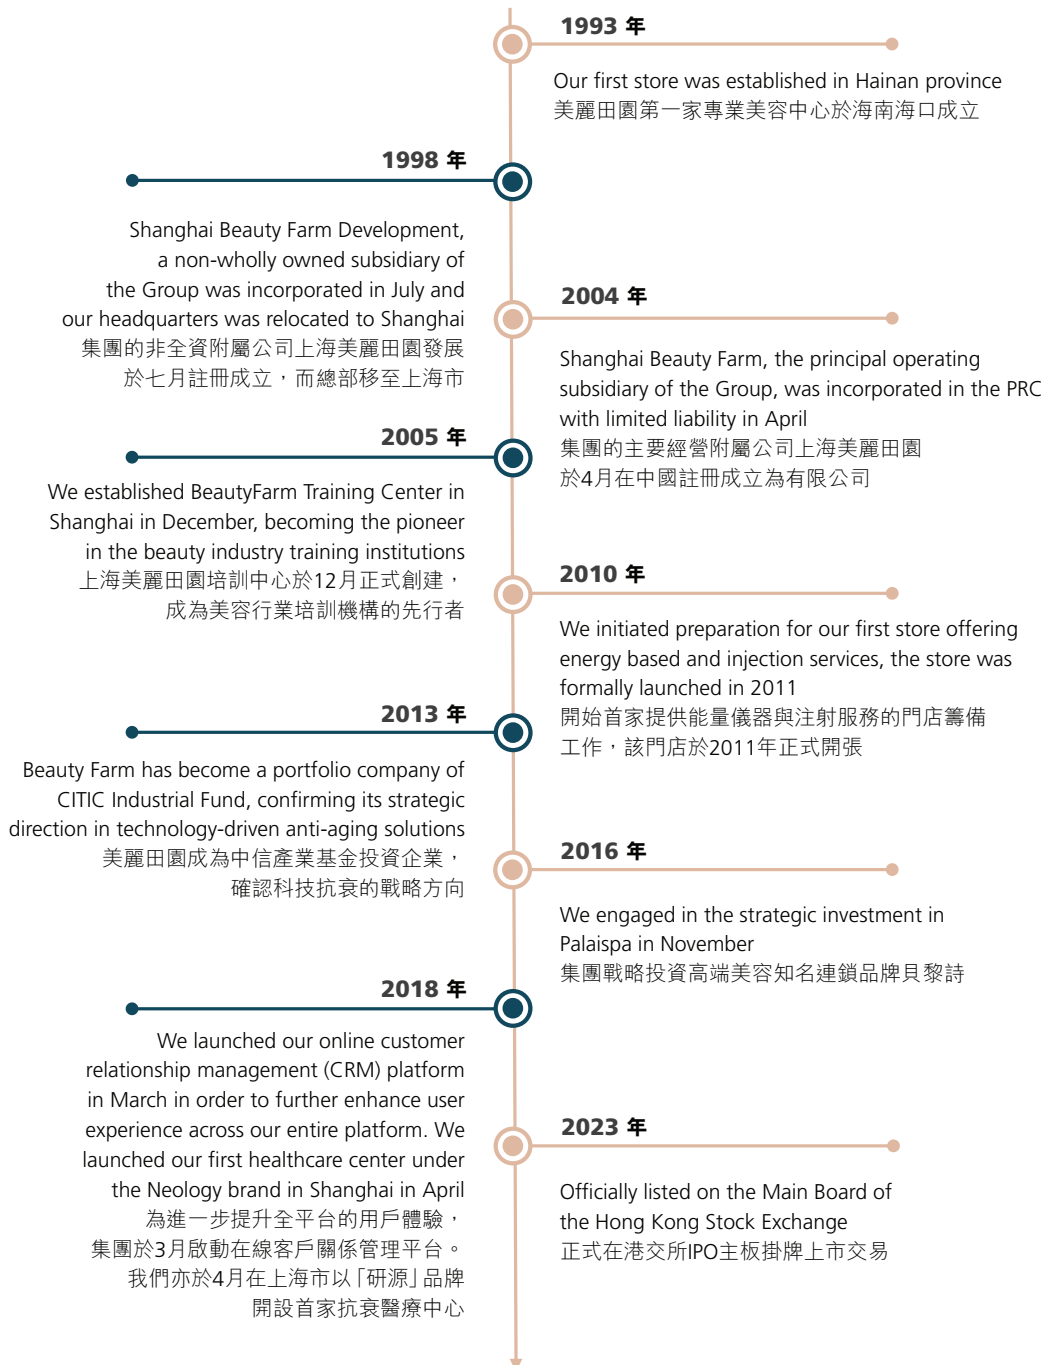 1993 年
Our first store was established in Hainan province
美麗田園第一家專業美容中心於海南海口成立
1998 年
Shanghai Beauty Farm Development,
a non-wholly owned subsidiary of
the Group was incorporated in July and
our headquarters was relocated to Shanghai
集團的非全資附屬公司上海美麗田園發展
於七月註冊成立，而總部移至上海市
2004 年
Shanghai Beauty Farm, the principal operating
subsidiary of the Group, was incorporated in the PRC
with limited liability in April
集團的主要經營附屬公司上海美麗田園
於4月在中國註冊成立為有限公司
2005 年
We established BeautyFarm Training Center in
Shanghai in December, becoming the pioneer
in the beauty industry training institutions
上海美麗田園培訓中心於12月正式創建，
成為美容行業培訓機構的先行者
2010 年
We initiated preparation for our first store offering
energy based and injection services, the store was
formally launched in 2011
開始首家提供能量儀器與注射服務的門店籌備
工作，該門店於2011年正式開張
2013 年
Beauty Farm has become a portfolio company of
CITIC Industrial Fund, confirming its strategic
direction in technology-driven anti-aging solutions
美麗田園成為中信產業基金投資企業，
確認科技抗衰的戰略方向
2016 年
We engaged in the strategic investment in
Palaispa in November
集團戰略投資高端美容知名連鎖品牌貝黎詩
2018 年
We launched our online customer
relationship management (CRM) platform
in March in order to further enhance user
experience across our entire platform. We
launched our first healthcare center under
the Neology brand in Shanghai in April
為進一步提升全平台的用戶體驗，
集團於3月啟動在線客戶關係管理平台。
我們亦於4月在上海市以「研源」品牌
開設首家抗衰醫療中心
2023 年
Officially listed on the Main Board of
the Hong Kong Stock Exchange
正式在港交所IPO主板掛牌上市交易